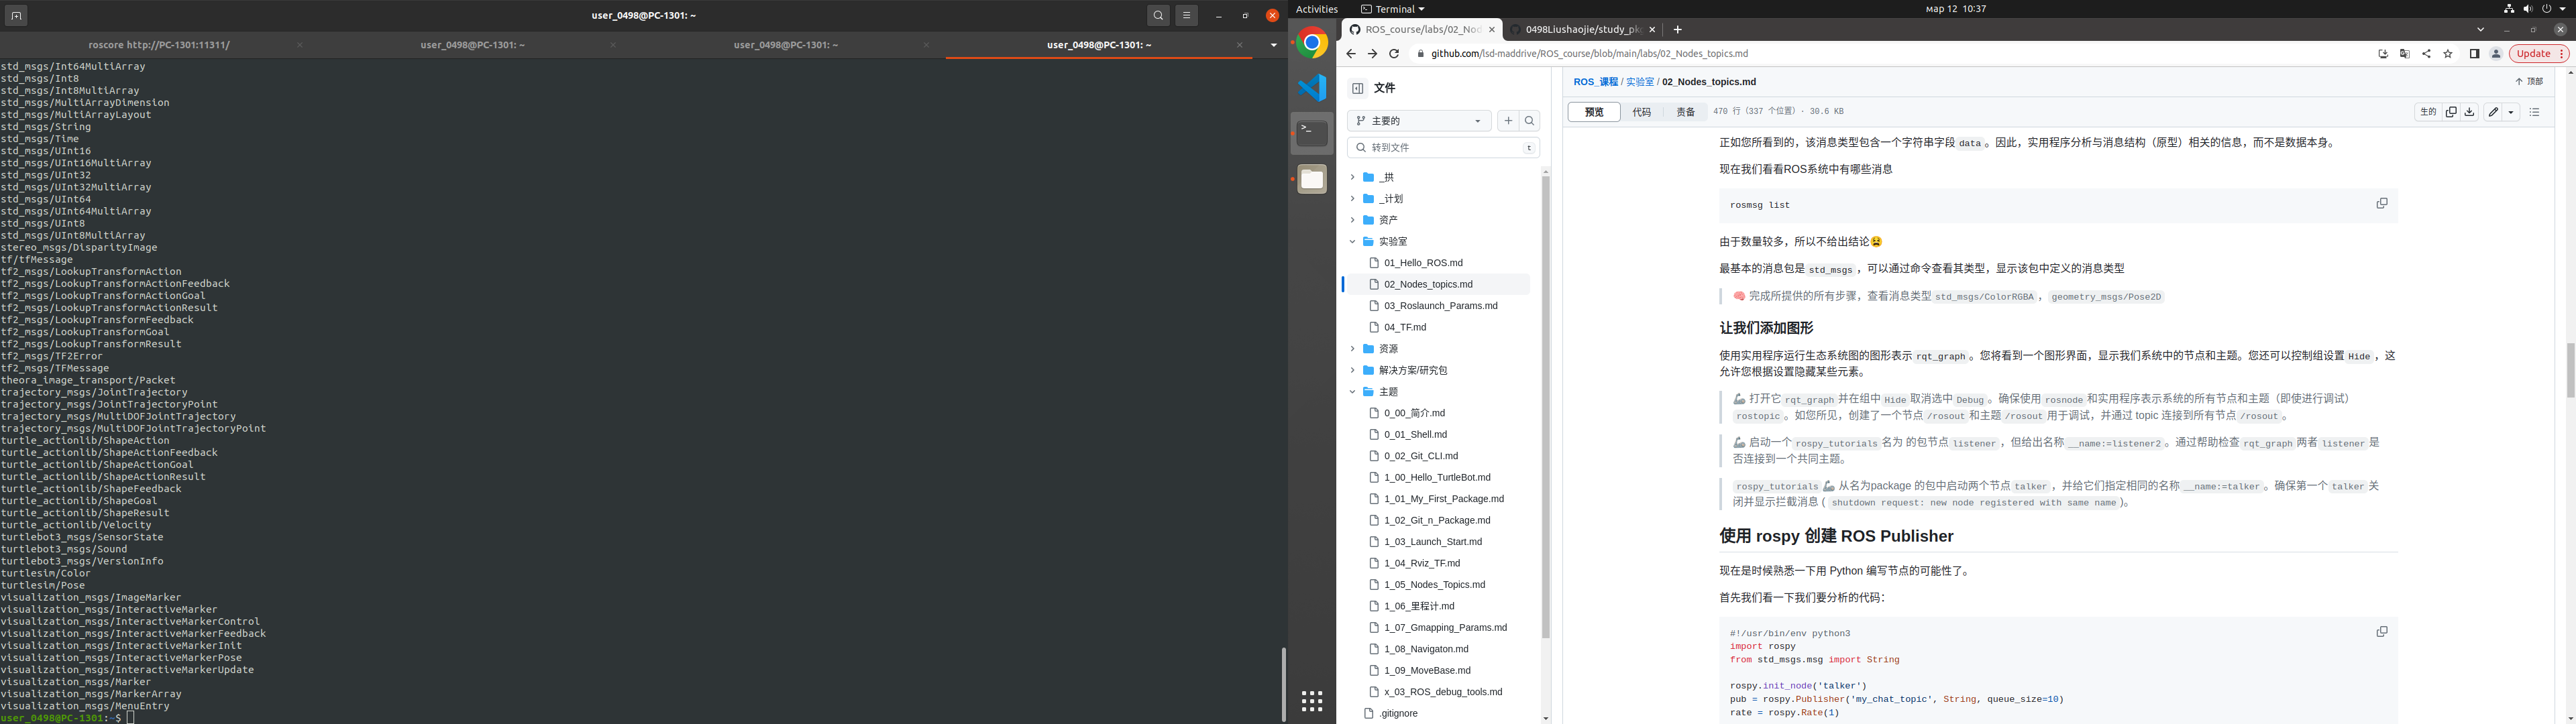 user_0498@PC-1301: ~
roscore http://PC-1301:11311/
user_0498@PC-1301: ~
user_0498@PC-1301: ~
user_0498@PC-1301: ~
std_msgs/Int64MultiArray
std_msgs/Int8
std_msgs/Int8MultiArray
std_msgs/MultiArrayDimension
std_msgs/MultiArrayLayout
std_msgs/String
std_msgs/Time
std_msgs/UInt16
std_msgs/UInt16MultiArray
std_msgs/UInt32
std_msgs/UInt32MultiArray
std_msgs/UInt64
std_msgs/UInt64MultiArray
std_msgs/UInt8
std_msgs/UInt8MultiArray
stereo_msgs/DisparityImage
tf/tfMessage
tf2_msgs/LookupTransformAction
tf2_msgs/LookupTransformActionFeedback
tf2_msgs/LookupTransformActionGoal
tf2_msgs/LookupTransformActionResult
tf2_msgs/LookupTransformFeedback
tf2_msgs/LookupTransformGoal
tf2_msgs/LookupTransformResult
tf2_msgs/TF2Error
tf2_msgs/TFMessage
theora_image_transport/Packet
trajectory_msgs/JointTrajectory
trajectory_msgs/JointTrajectoryPoint
trajectory_msgs/MultiDOFJointTrajectory
trajectory_msgs/MultiDOFJointTrajectoryPoint
turtle_actionlib/ShapeAction
turtle_actionlib/ShapeActionFeedback
turtle_actionlib/ShapeActionGoal
turtle_actionlib/ShapeActionResult
turtle_actionlib/ShapeFeedback
turtle_actionlib/ShapeGoal
turtle_actionlib/ShapeResult
turtle_actionlib/Velocity
turtlebot3_msgs/SensorState
turtlebot3_msgs/Sound
turtlebot3_msgs/VersionInfo
turtlesim/Color
turtlesim/Pose
visualization_msgs/ImageMarker
visualization_msgs/InteractiveMarker
visualization_msgs/InteractiveMarkerControl
visualization_msgs/InteractiveMarkerFeedback
visualization_msgs/InteractiveMarkerInit
visualization_msgs/InteractiveMarkerPose
visualization_msgs/InteractiveMarkerUpdate
visualization_msgs/Marker
visualization_msgs/MarkerArray
visualization_msgs/MenuEntry
user_0498@PC-1301:~$
Activities Terminal мар 12 10:37
ROS_course/labs/02_Nod
0498Liushaojie/study_pkg
github.com/lsd-maddrive/ROS_course/blob/main/labs/02_Nodes_topics.md
Update
文件
主要的
转到文件 t
_拱
_计划
资产
实验室
01_Hello_ROS.md
02_Nodes_topics.md
03_Roslaunch_Params.md
04_TF.md
资源
解决方案/研究包
主题
0_00_简介.md
0_01_Shell.md
0_02_Git_CLI.md
1_00_Hello_TurtleBot.md
1_01_My_First_Package.md
1_02_Git_n_Package.md
1_03_Launch_Start.md
1_04_Rviz_TF.md
1_05_Nodes_Topics.md
1_06_里程计.md
1_07_Gmapping_Params.md
1_08_Navigaton.md
1_09_MoveBase.md
x_03_ROS_debug_tools.md
.gitignore
ROS_课程 / 实验室 / 02_Nodes_topics.md
顶部
预览 代码 责备 470 行 (337 个位置) · 30.6 KB
生的
正如您所看到的，该消息类型包含一个字符串字段 data 。因此，实用程序分析与消息结构（原型）相关的信息，而不是数据本身。
现在我们看看ROS系统中有哪些消息
rosmsg list
由于数量较多，所以不给出结论😫
最基本的消息包是 std_msgs ，可以通过命令查看其类型，显示该包中定义的消息类型
🧠 完成所提供的所有步骤，查看消息类型 std_msgs/ColorRGBA ， geometry_msgs/Pose2D
让我们添加图形
使用实用程序运行生态系统图的图形表示 rqt_graph 。您将看到一个图形界面，显示我们系统中的节点和主题。您还可以控制组设置 Hide ，这
允许您根据设置隐藏某些元素。
💪 打开它 rqt_graph 并在组中 Hide 取消选中 Debug 。确保使用 rosnode 和实用程序表示系统的所有节点和主题（即使进行调试）
rostopic 。如您所见，创建了一个节点 /rosout 和主题 /rosout 用于调试，并通过 topic 连接到所有节点 /rosout 。
💪 启动一个 rospy_tutorials 名为 的包节点 listener ，但给出名称 __name:=listener2 。通过帮助检查 rqt_graph 两者 listener 是
否连接到一个共同主题。
rospy_tutorials 💪 从名为package 的包中启动两个节点 talker ，并给它们指定相同的名称 __name:=talker 。确保第一个 talker 关
闭并显示拦截消息 ( shutdown request: new node registered with same name )。
使用 rospy 创建 ROS Publisher
现在是时候熟悉一下用 Python 编写节点的可能性了。
首先我们看一下我们要分析的代码：
#!/usr/bin/env python3
import rospy
from std_msgs.msg import String
rospy.init_node('talker')
pub = rospy.Publisher('my_chat_topic', String, queue_size=10)
rate = rospy.Rate(1)